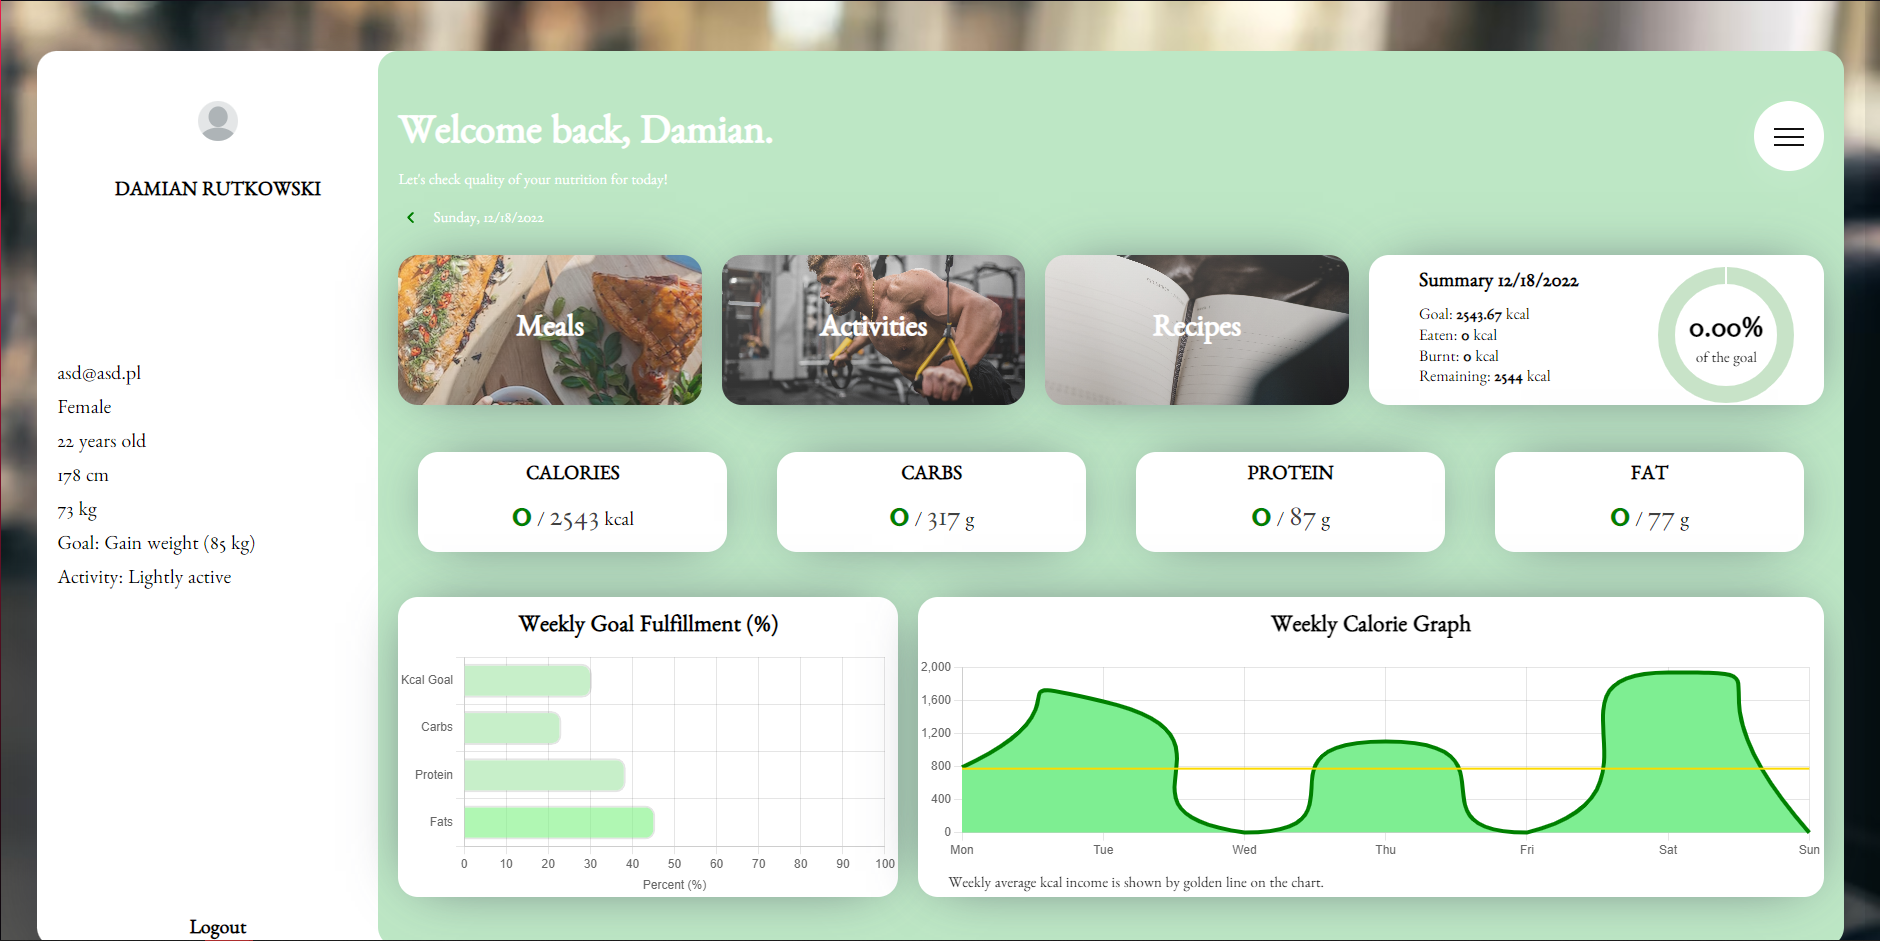 DAMIAN RUTKOWSKI
asd@asd.pl
Female
22 years old
178 cm
73 kg
Goal: Gain weight (85 kg)
Activity: Lightly active
Logout
Welcome back, Damian.
Let's check quality of your nutrition for today!
Sunday, 12/18/2022
Meals
Activities
Recipes
Summary 12/18/2022
Goal: 2543.67 kcal
Eaten: 0 kcal
Burnt: 0 kcal
Remaining: 2544 kcal
0.00%
of the goal
CALORIES
0 / 2543 kcal
CARBS
0 / 317 g
PROTEIN
0 / 87 g
FAT
0 / 77 g
Weekly Goal Fulfillment (%)
Kcal Goal
Carbs
Protein
Fats
0 10 20 30 40 50 60 70 80 90 100
Percent (%)
Weekly Calorie Graph
2,000
1,600
1,200
800
400
0
Mon Tue Wed Thu Fri Sat Sun
Weekly average kcal income is shown by golden line on the chart.